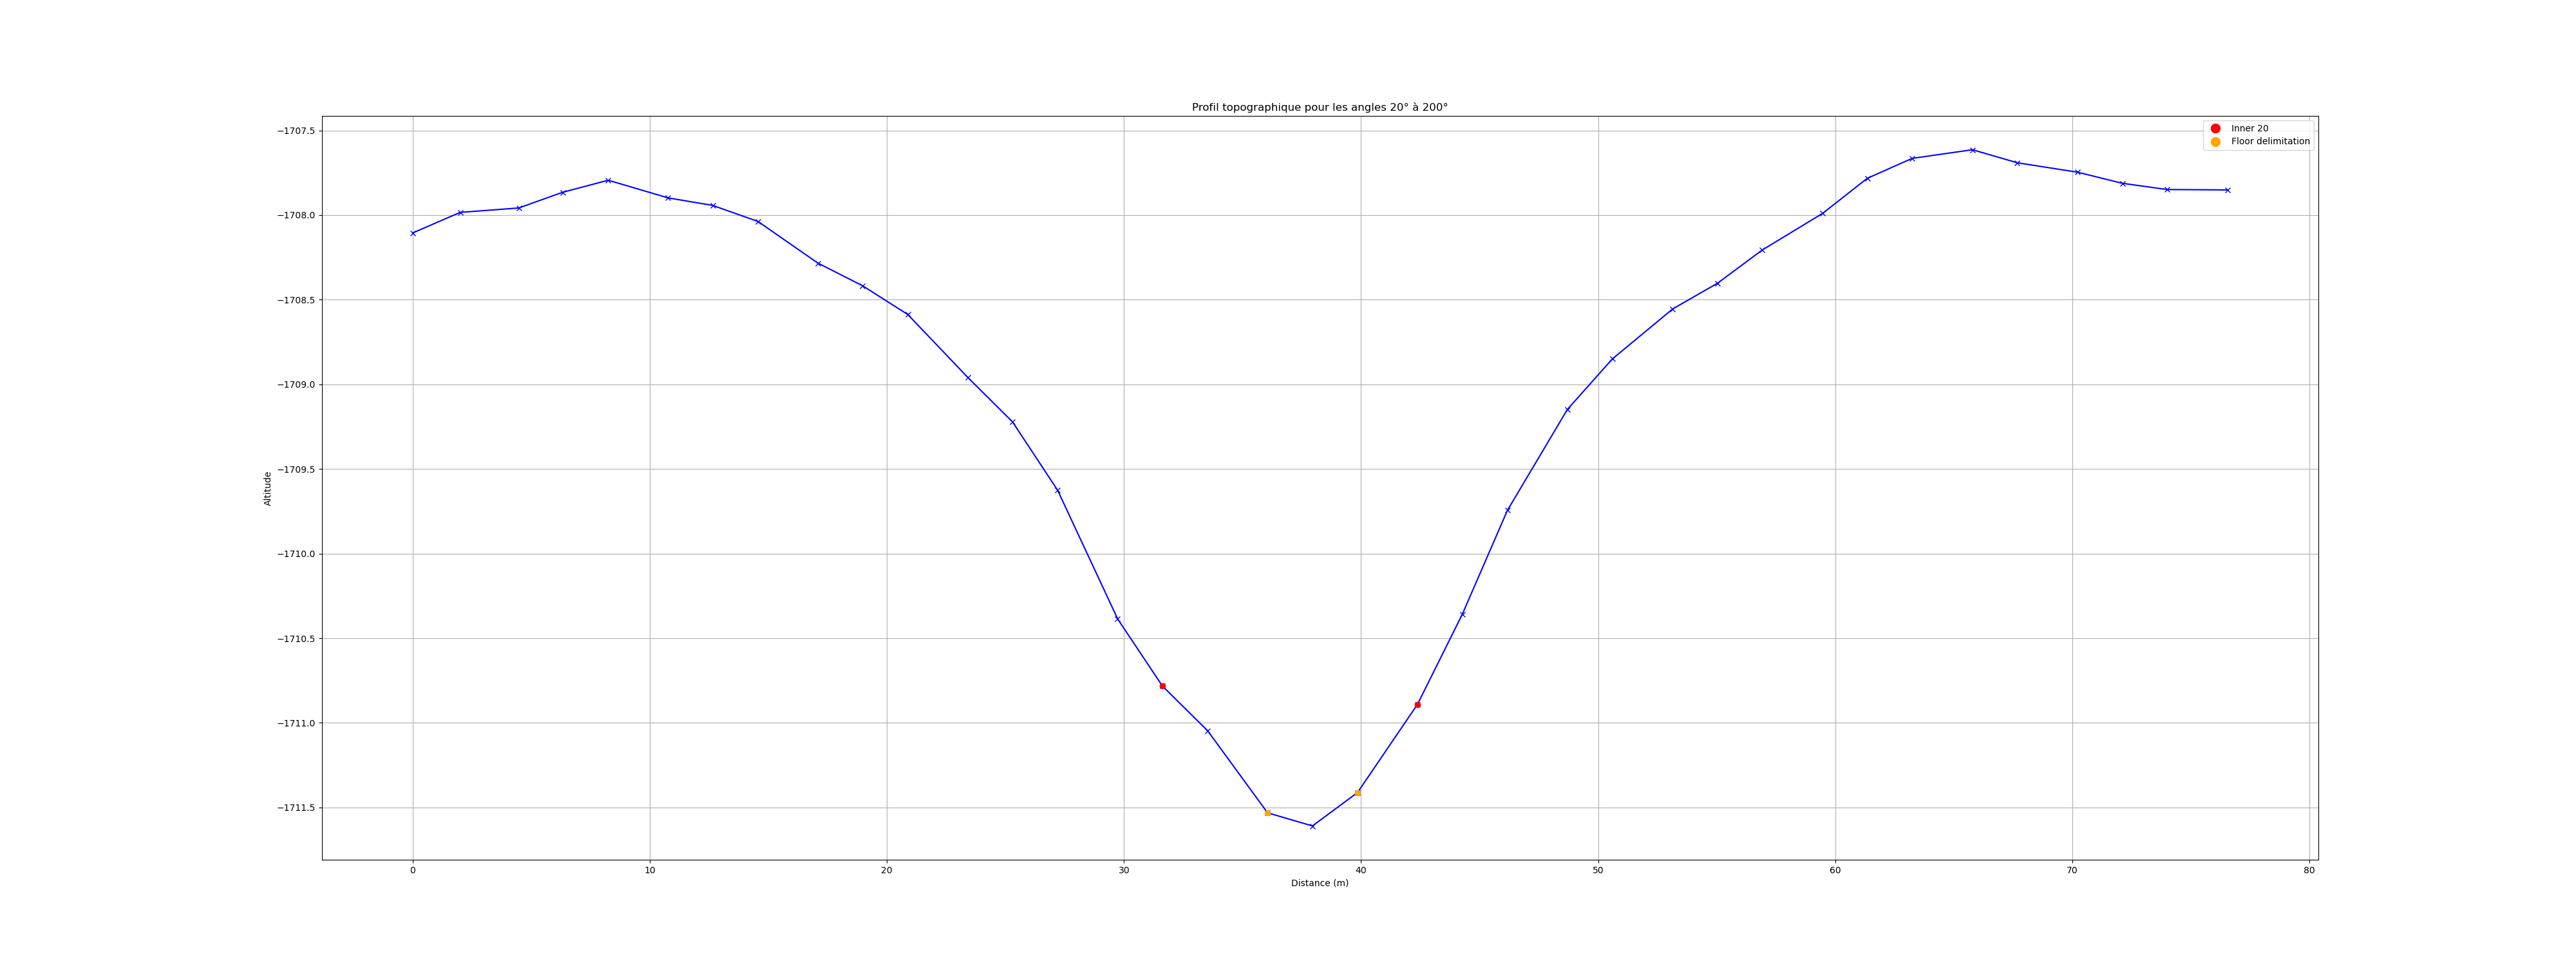 Profil topographique pour les angles 20° à 200°
Inner 20
Floor delimitation
Altitude
−1707.5
−1708.0
−1708.5
−1709.0
−1709.5
−1710.0
−1710.5
−1711.0
−1711.5
0 10 20 30 40 50 60 70 80
Distance (m)